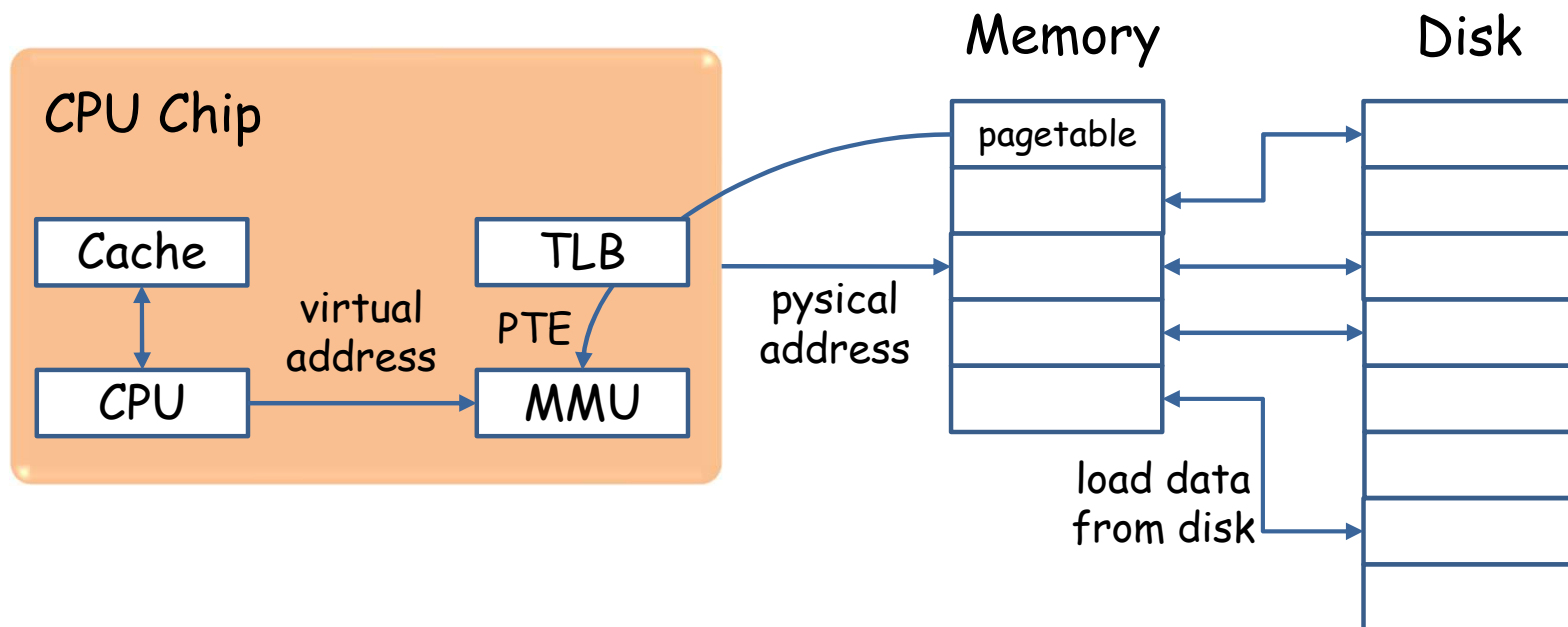 Memory
Disk
CPU Chip
pagetable
Cache
TLB
virtual
address
PTE
pysical
address
CPU
MMU
load data
from disk